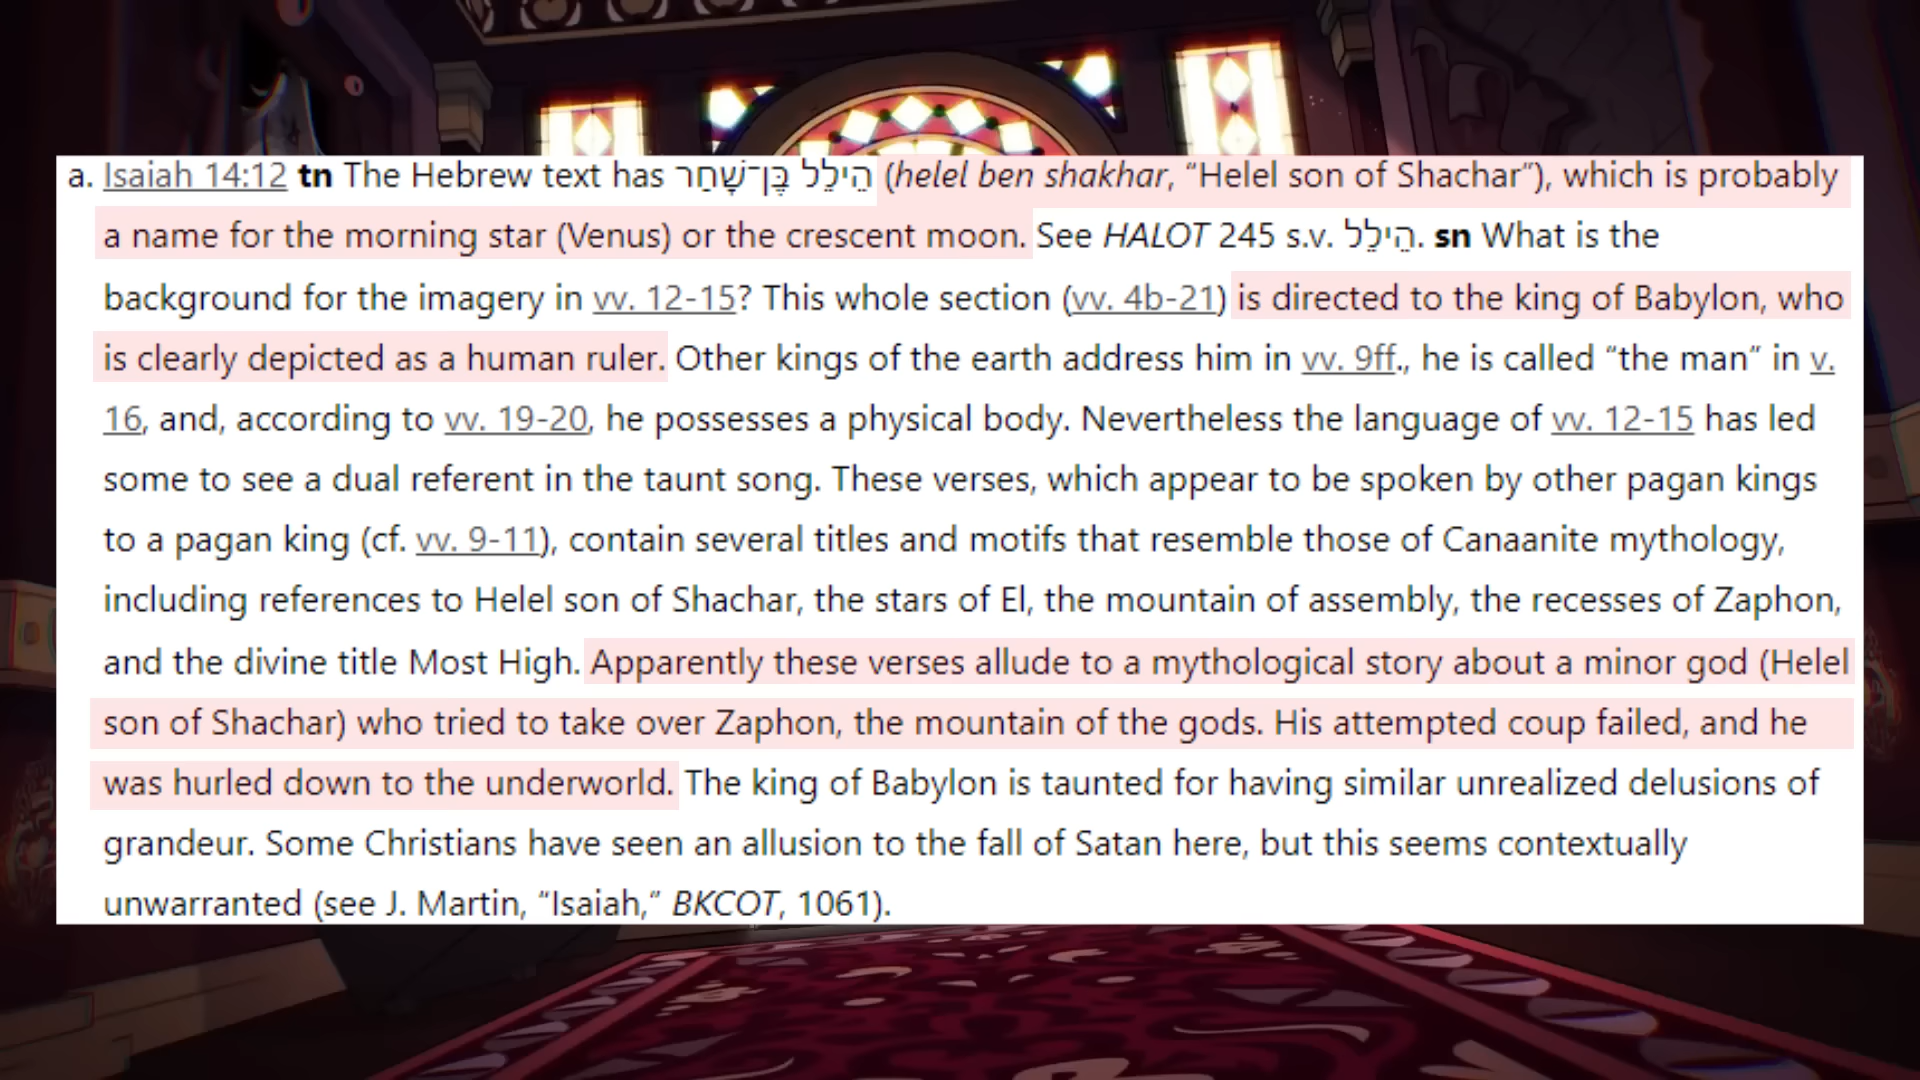 a. Isaiah 14:12 tn The Hebrew text has הֵילֵל בֶּן־שָׁחַר (helel ben shakhar, “Helel son of Shachar”), which is probably
a name for the morning star (Venus) or the crescent moon. See HALOT 245 s.v. הֵילֵל. sn What is the
background for the imagery in vv. 12-15? This whole section (vv. 4b-21) is directed to the king of Babylon, who
is clearly depicted as a human ruler. Other kings of the earth address him in vv. 9ff., he is called “the man” in v.
16, and, according to vv. 19-20, he possesses a physical body. Nevertheless the language of vv. 12-15 has led
some to see a dual referent in the taunt song. These verses, which appear to be spoken by other pagan kings
to a pagan king (cf. vv. 9-11), contain several titles and motifs that resemble those of Canaanite mythology,
including references to Helel son of Shachar, the stars of El, the mountain of assembly, the recesses of Zaphon,
and the divine title Most High. Apparently these verses allude to a mythological story about a minor god (Helel
son of Shachar) who tried to take over Zaphon, the mountain of the gods. His attempted coup failed, and he
was hurled down to the underworld. The king of Babylon is taunted for having similar unrealized delusions of
grandeur. Some Christians have seen an allusion to the fall of Satan here, but this seems contextually
unwarranted (see J. Martin, “Isaiah,” BKCOT, 1061).